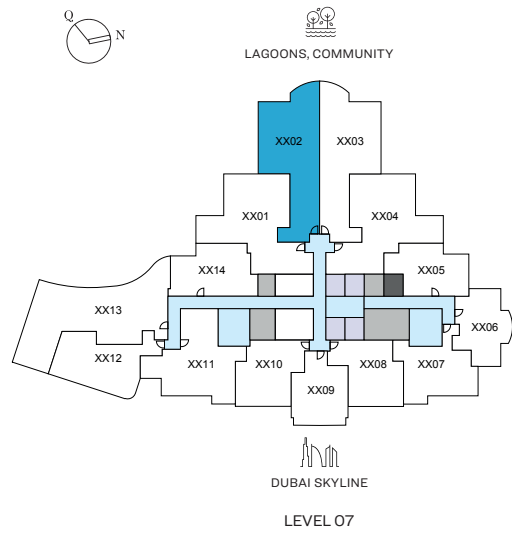 Q
N
LAGOONS, COMMUNITY
XX02
XX03
XX01
XX04
XX14
XX05
XX13
XX06
XX12
XX11
XX10
XX08
XX07
XX09
DUBAI SKYLINE
LEVEL 07